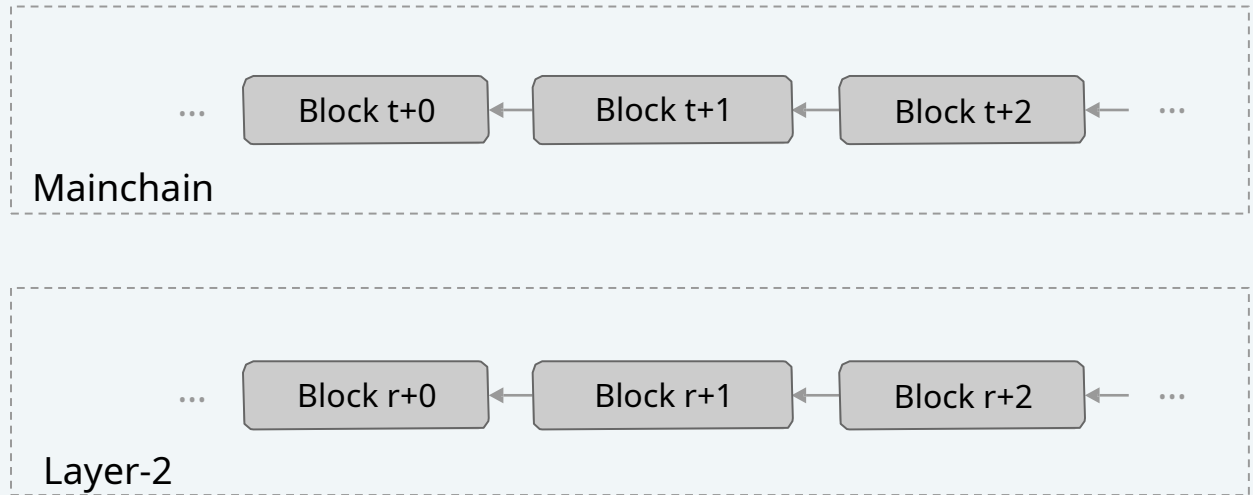 ... Block t+0 Block t+1 Block t+2 ...
Mainchain
... Block r+0 Block r+1 Block r+2 ...
Layer-2